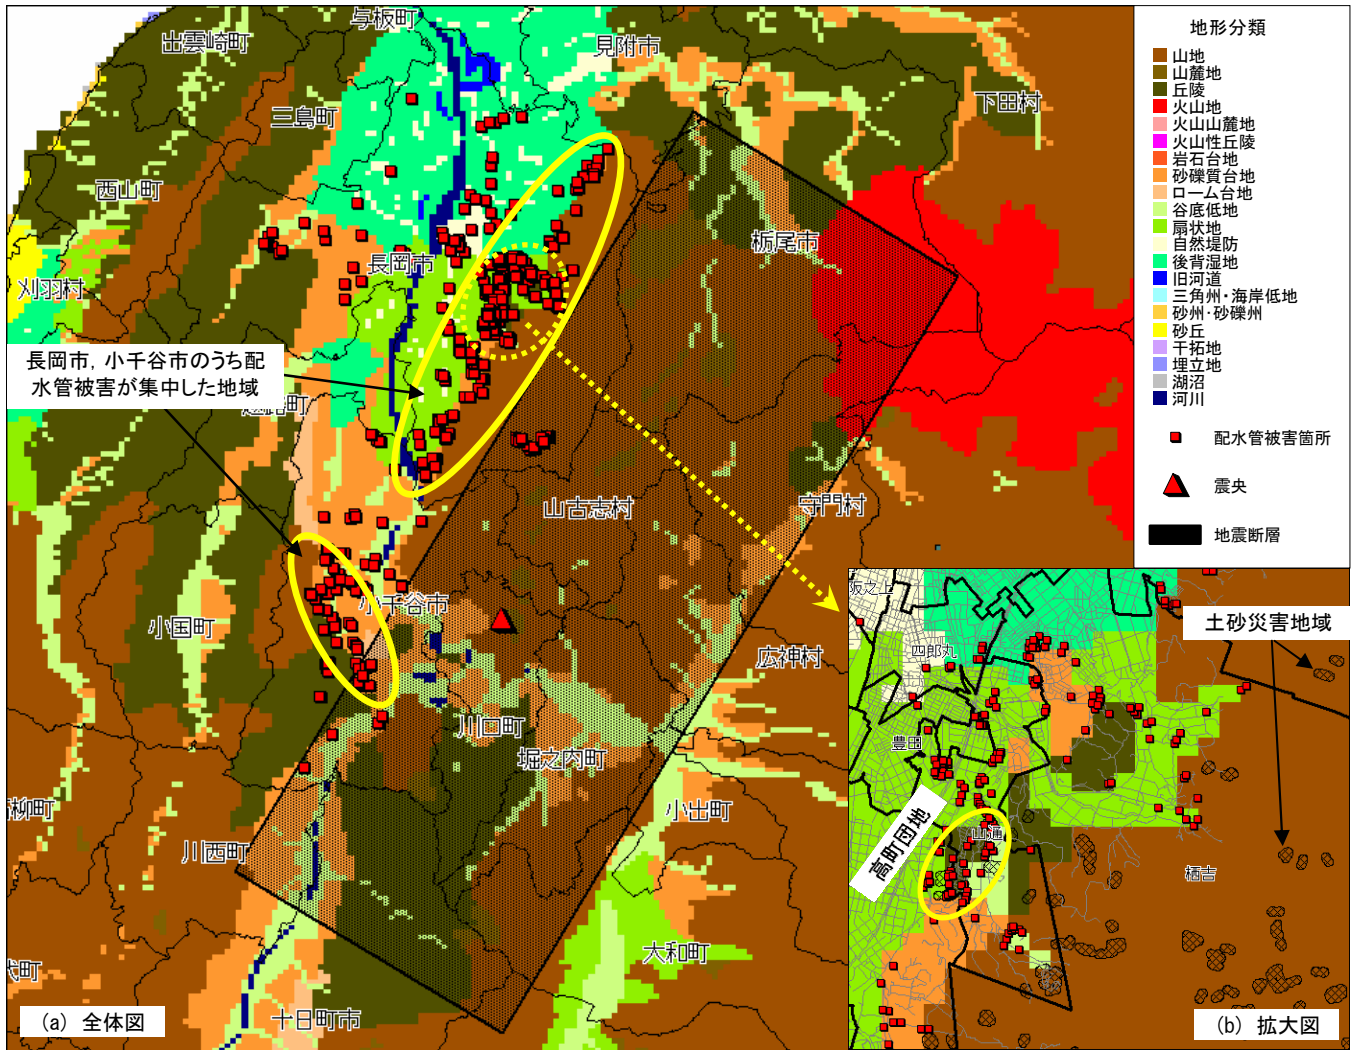 与板町
出雲崎町
見附市
下田村
三島町
西山町
栃尾市
長岡市
刈羽村
長岡市，小千谷市のうち配
水管被害が集中した地域
山古志村
守門村
小千谷市
小国町
広神村
川口町
堀之内町
小出町
川西町
大和町
十日町市
(a) 全体図
地形分類
山地
山麓地
丘陵
火山地
火山山麓地
火山性丘陵
岩石台地
砂礫質台地
ローム台地
谷底低地
扇状地
自然堤防
後背湿地
旧河道
三角州・海岸低地
砂州・砂礫州
砂丘
干拓地
埋立地
湖沼
河川
配水管被害箇所
震央
地震断層
阪之上
四郎丸
豊田
高町団地
山通
栖吉
土砂災害地域
(b) 拡大図